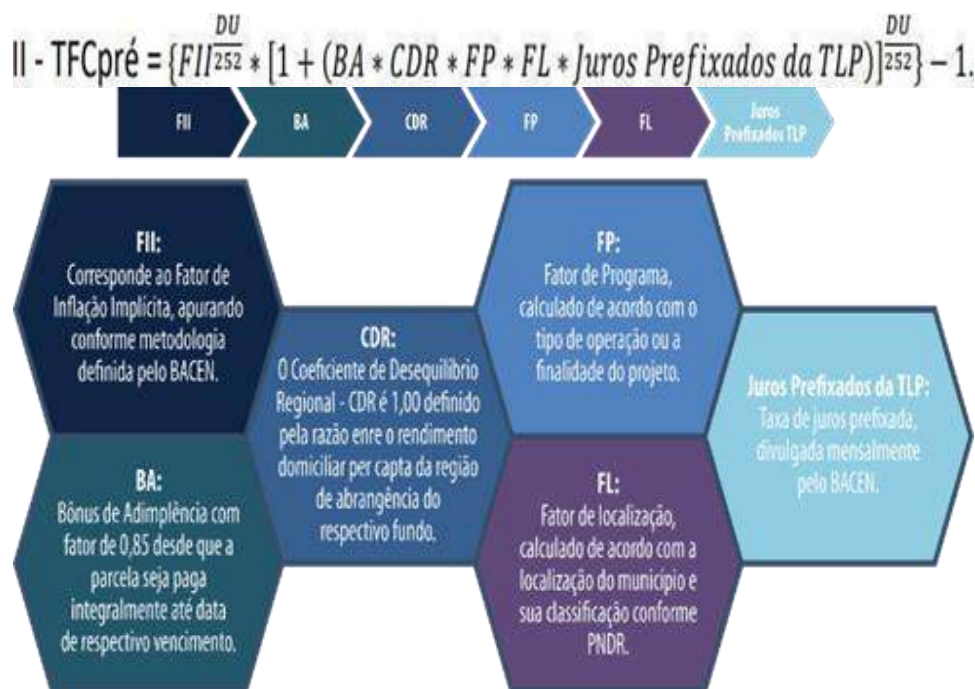 II - TFCpré = {FII^(DU/252) * [1 + (BA * CDR * FP * FL * Juros Prefixados da TLP)]^(DU/252)} − 1.
FII
BA
CDR
FP
FL
Juros
Prefixados TLP
FII:
Corresponde ao Fator de
Inflação Implícita, apurando
conforme metodologia
definida pelo BACEN.
BA:
Bônus de Adimplência com
fator de 0,85 desde que a
parcela seja paga
integralmente até data
de respectivo vencimento.
CDR:
O Coeficiente de Desequilíbrio
Regional - CDR é 1,00 definido
pela razão enre o rendimento
domiciliar per capta da região
de abrangência do
respectivo fundo.
FP:
Fator de Programa,
calculado de acordo com o
tipo de operação ou a
finalidade do projeto.
FL:
Fator de localização,
calculado de acordo com a
localização do município e
sua classificação conforme
PNDR.
Juros Prefixados da TLP:
Taxa de juros prefixada,
divulgada mensalmente
pelo BACEN.